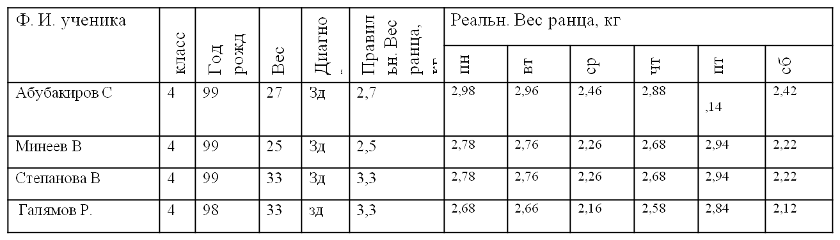 Ф. И. ученика класс Год рожд Вес Диагно Правильн. Вес ранца, Реальн. Вес ранца, кг
пн вт ср чт пт сб
Абубакиров С 4 99 27 Зд 2,7 2,98 2,96 2,46 2,88 ,14 2,42
Минеев В 4 99 25 Зд 2,5 2,78 2,76 2,26 2,68 2,94 2,22
Степанова В 4 99 33 Зд 3,3 2,78 2,76 2,26 2,68 2,94 2,22
Галямов Р. 4 98 33 зд 3,3 2,68 2,66 2,16 2,58 2,84 2,12